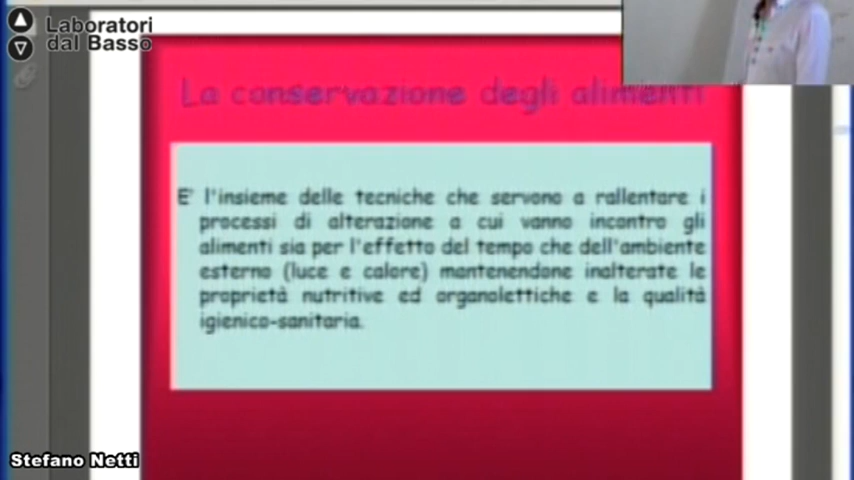 Laboratori
dal Basso
La conservazione degli alimenti
E' l'insieme delle tecniche che servono a rallentare i
processi di alterazione a cui vanno incontro gli
alimenti sia per l'effetto del tempo che dell'ambiente
esterno (luce e calore) mantenendone inalterate le
proprietà nutritive ed organolettiche e la qualità
igienico-sanitaria.
Stefano Netti